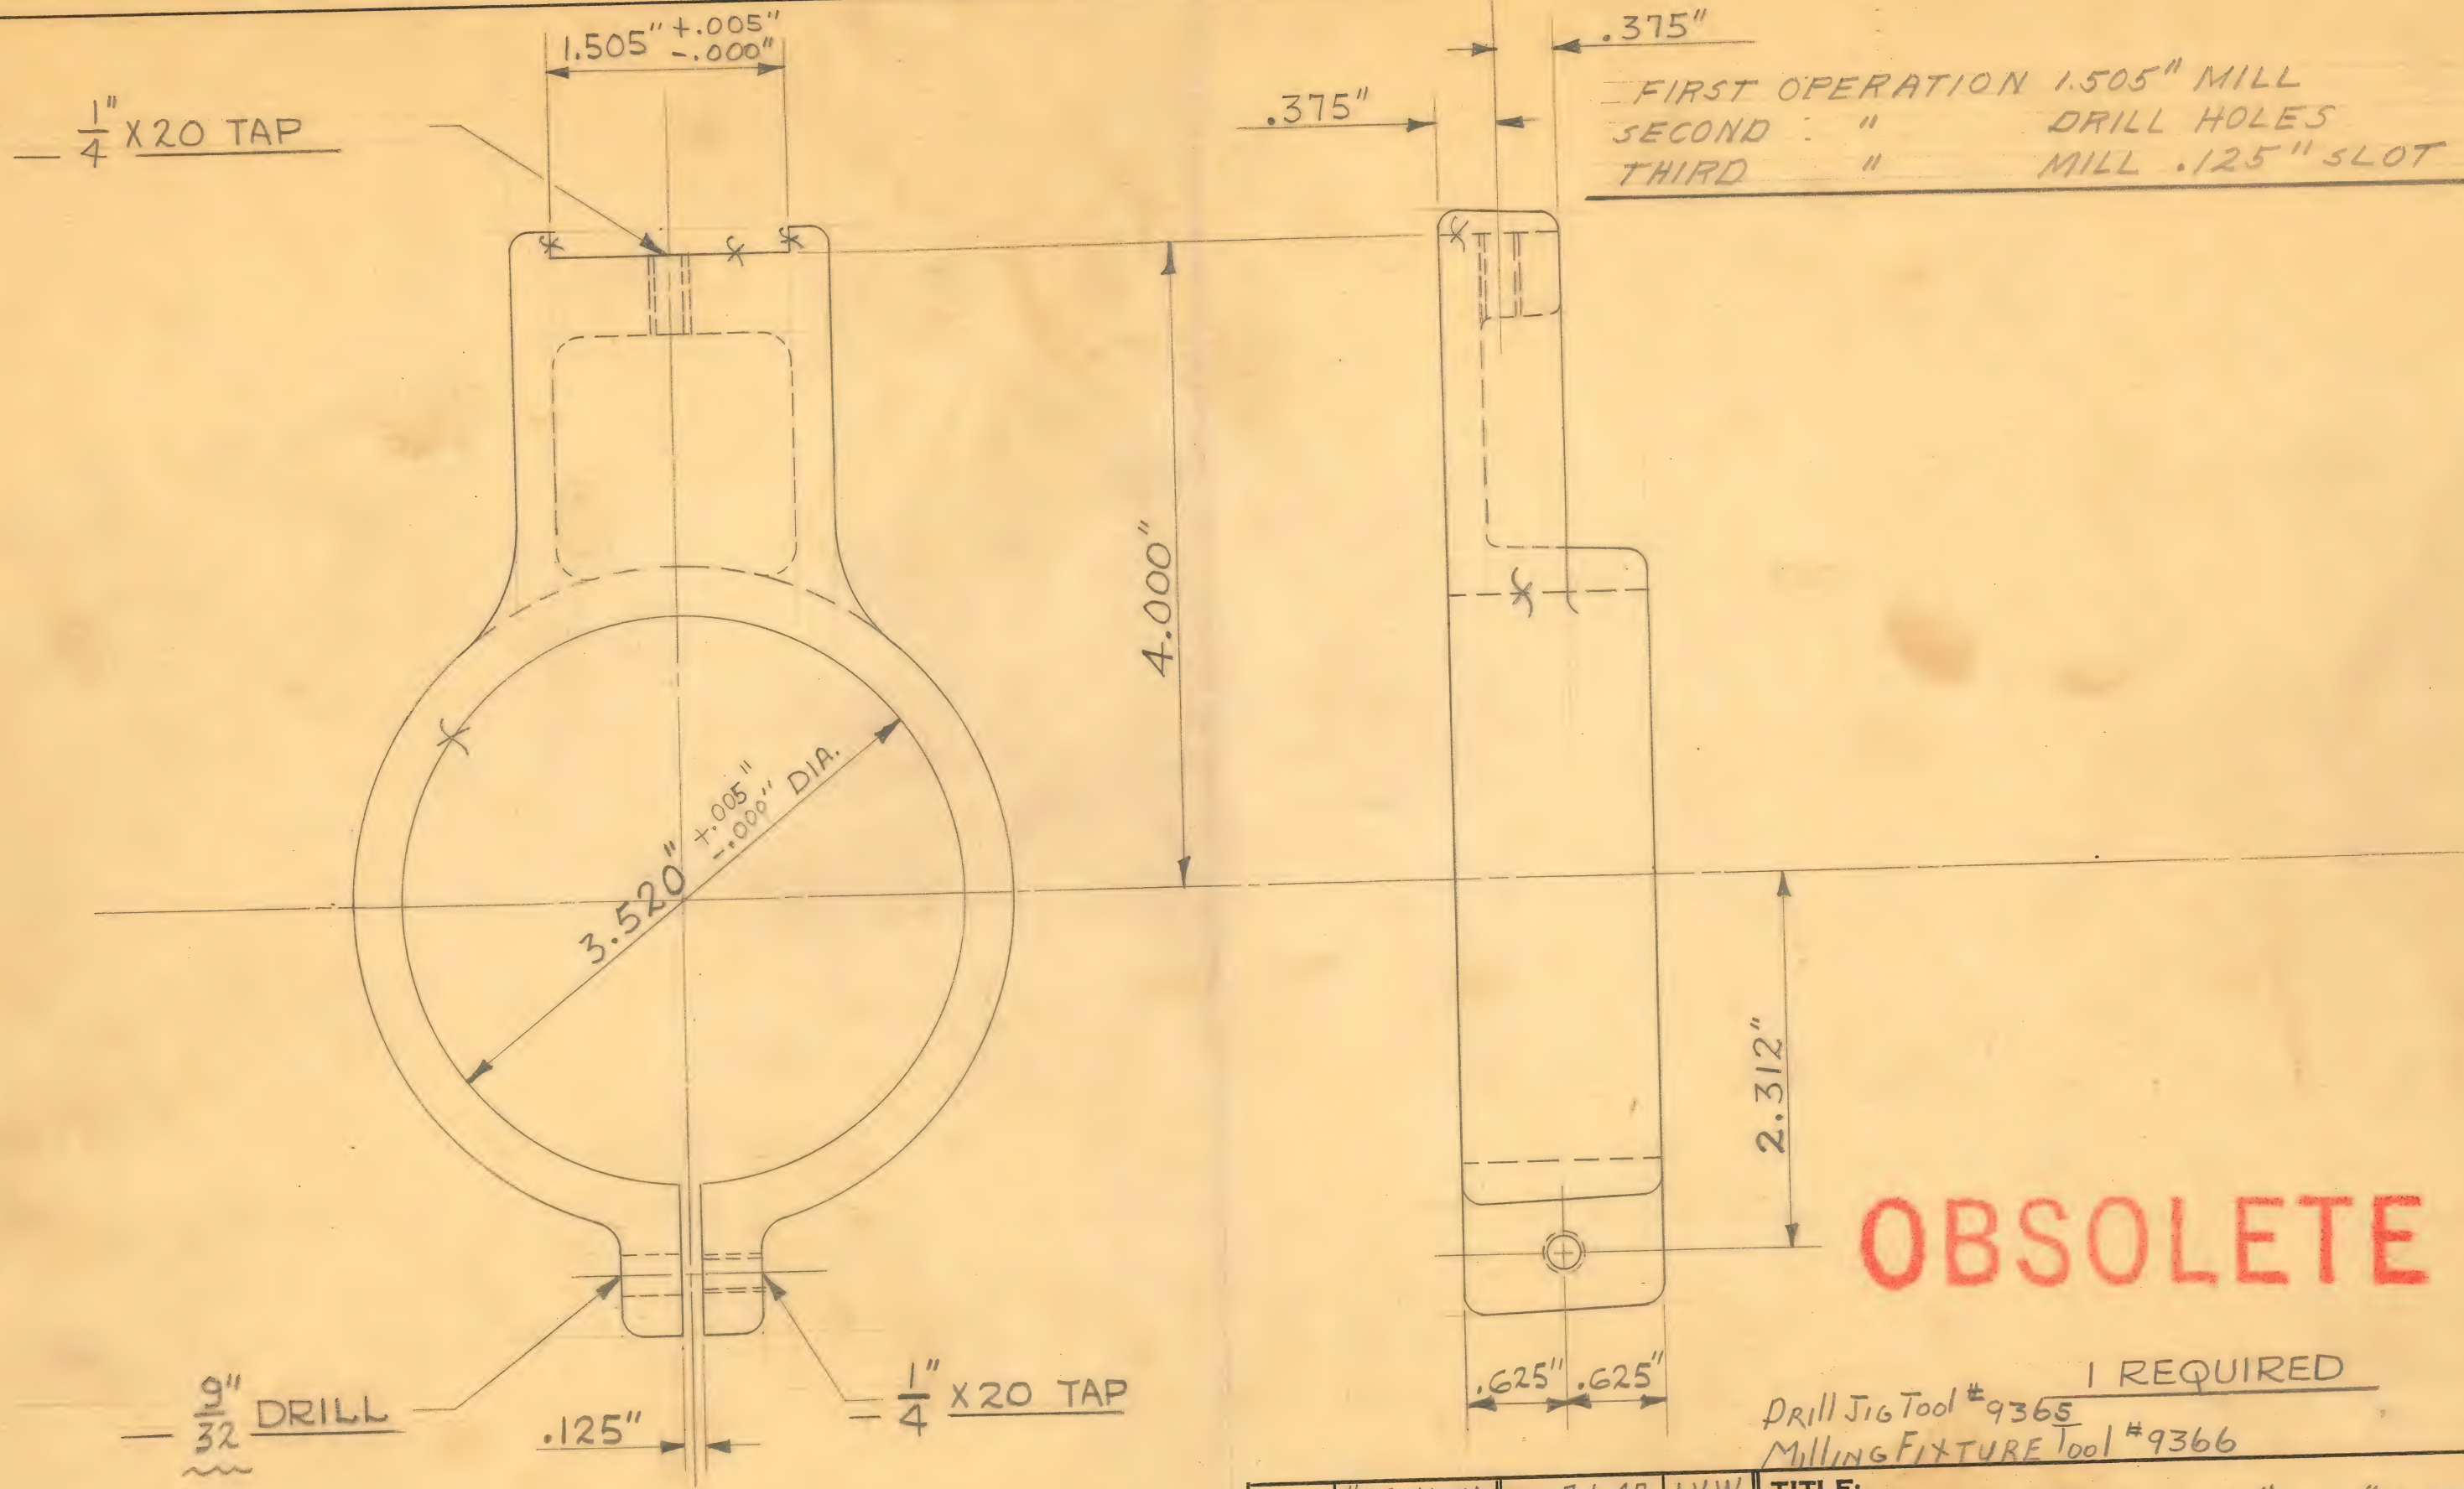 1.505" +.005" -.000"
.375"
.375"
1/4" X 20 TAP
FIRST OPERATION 1.505" MILL
SECOND : " DRILL HOLES
THIRD " MILL .125" SLOT
4.000"
3.520" +.005" -.000" DIA.
2.312"
OBSOLETE
9/32" DRILL
.125"
1/4" X 20 TAP
.625" .625"
1 REQUIRED
Drill Jig Tool #9365
Milling Fixture Tool #9366
TITLE: